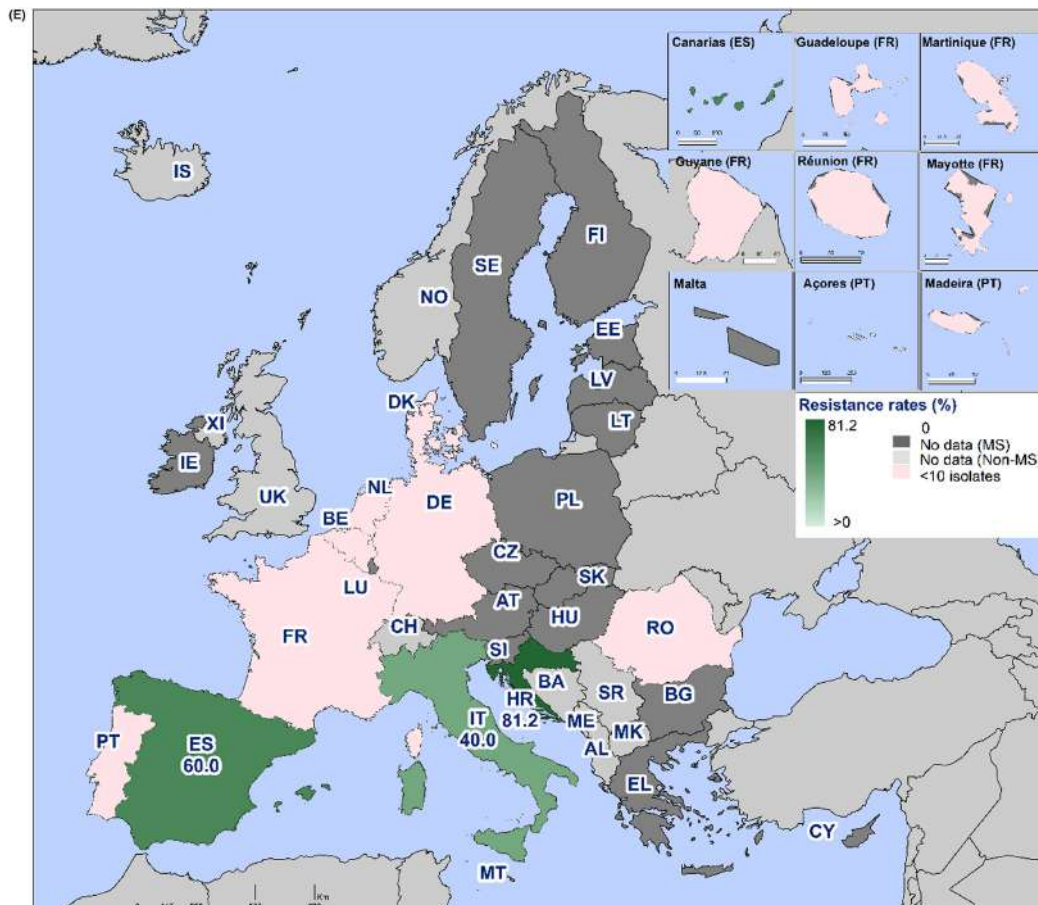 (E)
Canarias (ES)
Guadeloupe (FR)
Martinique (FR)
Guyane (FR)
Réunion (FR)
Mayotte (FR)
Malta
Açores (PT)
Madeira (PT)
Resistance rates (%)
81.2
>0
0
No data (MS)
No data (Non-MS
<10 isolates
IS
FI
SE
NO
EE
LV
LT
DK
XI
IE
UK
NL
BE
DE
PL
LU
CZ
SK
AT
HU
FR
CH
SI
RO
HR
81.2
BA
SR
BG
ME
MK
AL
IT
40.0
PT
ES
60.0
EL
CY
MT
Km